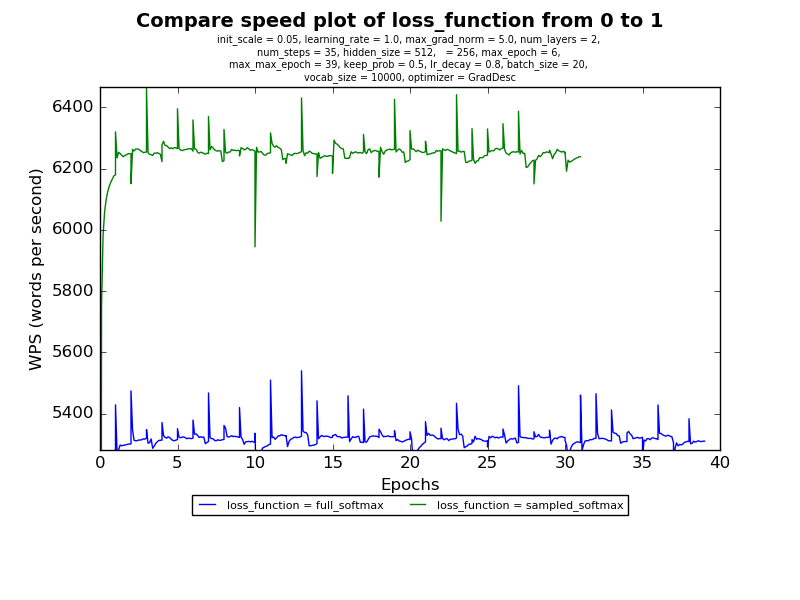 Compare speed plot of loss_function from 0 to 1
init_scale = 0.05, learning_rate = 1.0, max_grad_norm = 5.0, num_layers = 2,
num_steps = 35, hidden_size = 512,   = 256, max_epoch = 6,
max_max_epoch = 39, keep_prob = 0.5, lr_decay = 0.8, batch_size = 20,
vocab_size = 10000, optimizer = GradDesc
6400
6200
6000
5800
5600
5400
WPS (words per second)
0 5 10 15 20 25 30 35 40
Epochs
loss_function = full_softmax loss_function = sampled_softmax